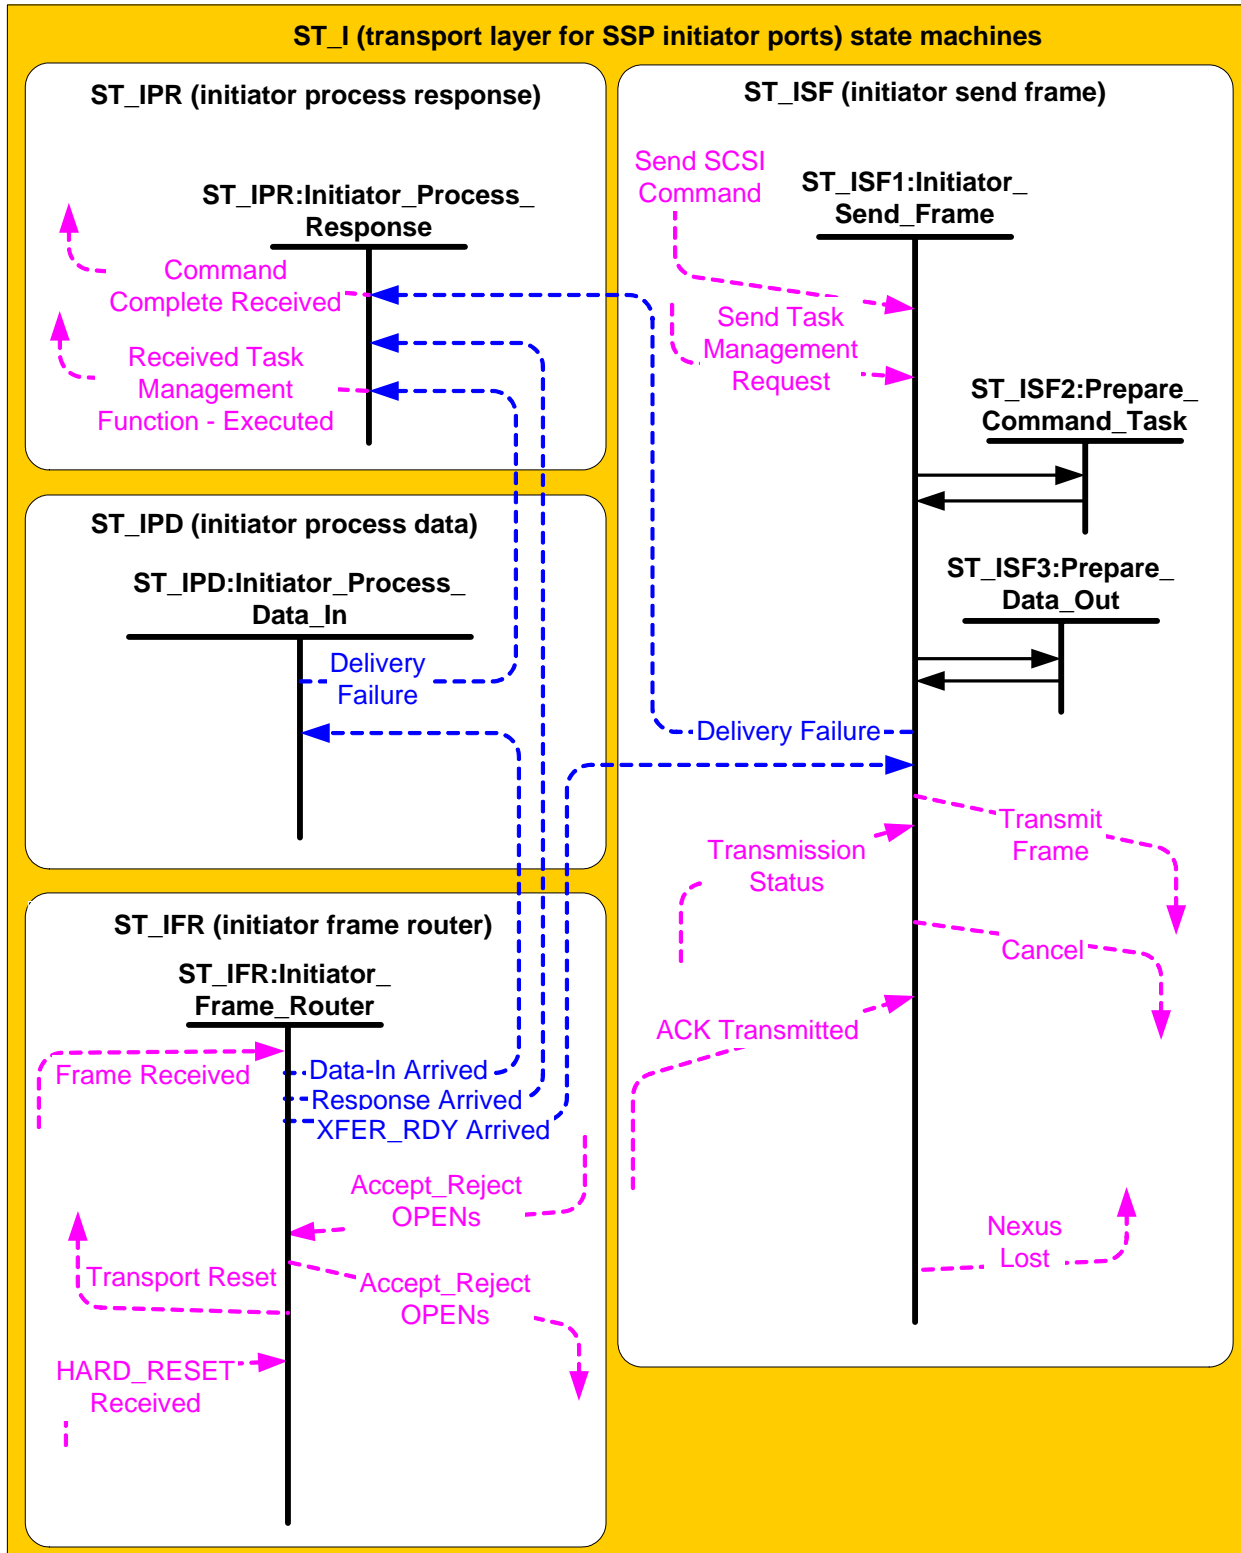 ST_I (transport layer for SSP initiator ports) state machines
ST_IPR (initiator process response)
ST_IPR:Initiator_Process_
Response
Command
Complete Received
Received Task
Management
Function - Executed
ST_IPD (initiator process data)
ST_IPD:Initiator_Process_
Data_In
Delivery
Failure
ST_IFR (initiator frame router)
ST_IFR:Initiator_
Frame_Router
Frame Received
Data-In Arrived
Response Arrived
XFER_RDY Arrived
Accept_Reject
OPENs
Transport Reset
Accept_Reject
OPENs
HARD_RESET
Received
ST_ISF (initiator send frame)
Send SCSI
Command
ST_ISF1:Initiator_
Send_Frame
Send Task
Management
Request
ST_ISF2:Prepare_
Command_Task
ST_ISF3:Prepare_
Data_Out
Delivery Failure
Transmit
Frame
Transmission
Status
Cancel
ACK Transmitted
Nexus
Lost